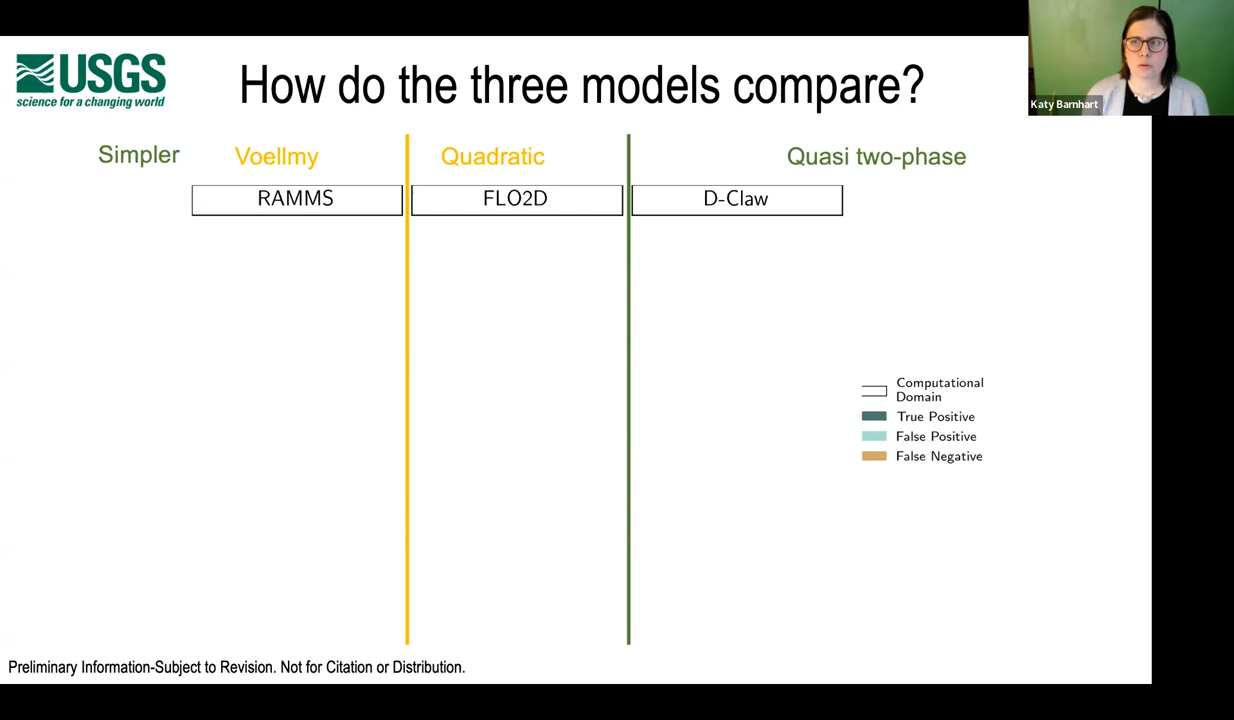 USGS
science for a changing world
How do the three models compare?
Katy Barnhart
Simpler
Voellmy
Quadratic
Quasi two-phase
RAMMS
FLO2D
D-Claw
Computational
Domain
True Positive
False Positive
False Negative
Preliminary Information-Subject to Revision. Not for Citation or Distribution.